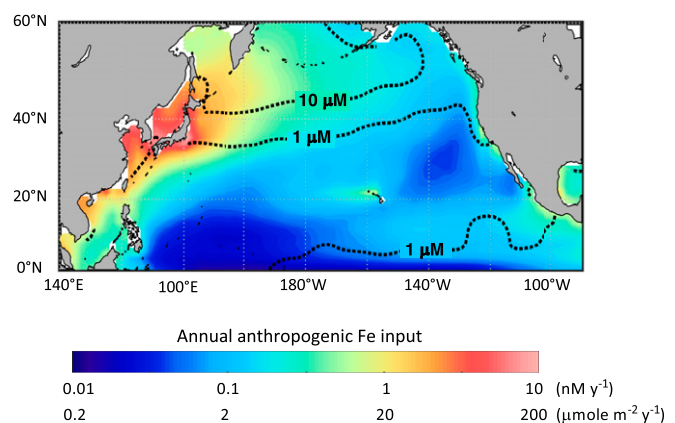 60°N
10 μM
40°N
1 μM
20°N
1 μM
0°N
140°E 100°E 180°W 140°W 100°W
Annual anthropogenic Fe input
0.01 0.1 1 10 (nM y⁻¹)
0.2 2 20 200 (μmole m⁻² y⁻¹)